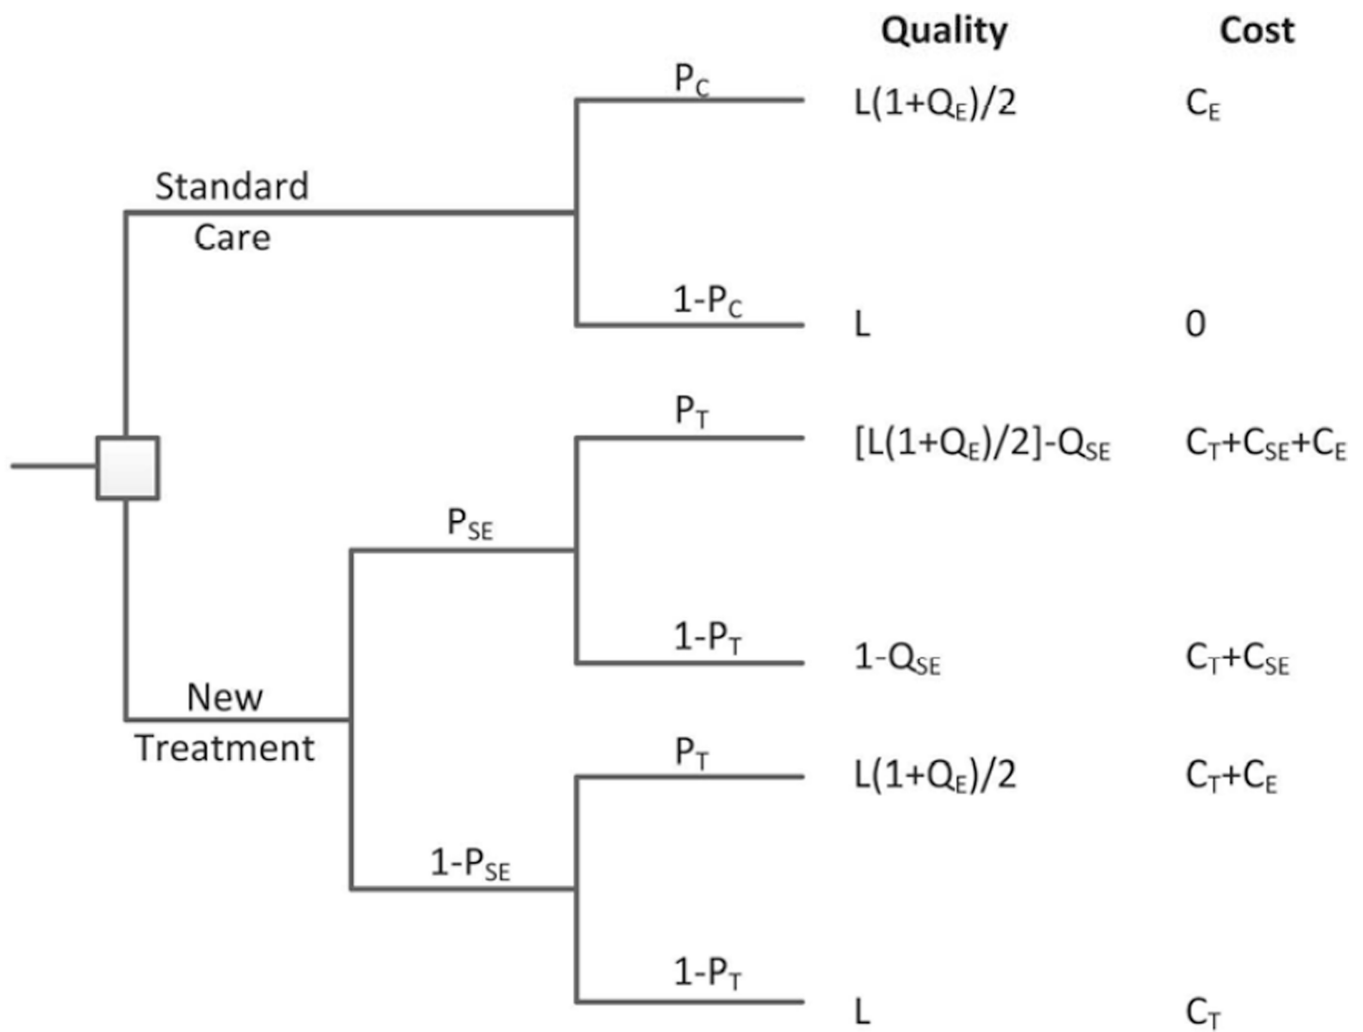 Quality Cost
P_C
L(1+Q_E)/2 C_E
Standard
Care
1-P_C
L 0
P_T
[L(1+Q_E)/2]-Q_SE C_T+C_SE+C_E
P_SE
1-P_T
1-Q_SE C_T+C_SE
New
Treatment
P_T
L(1+Q_E)/2 C_T+C_E
1-P_SE
1-P_T
L C_T